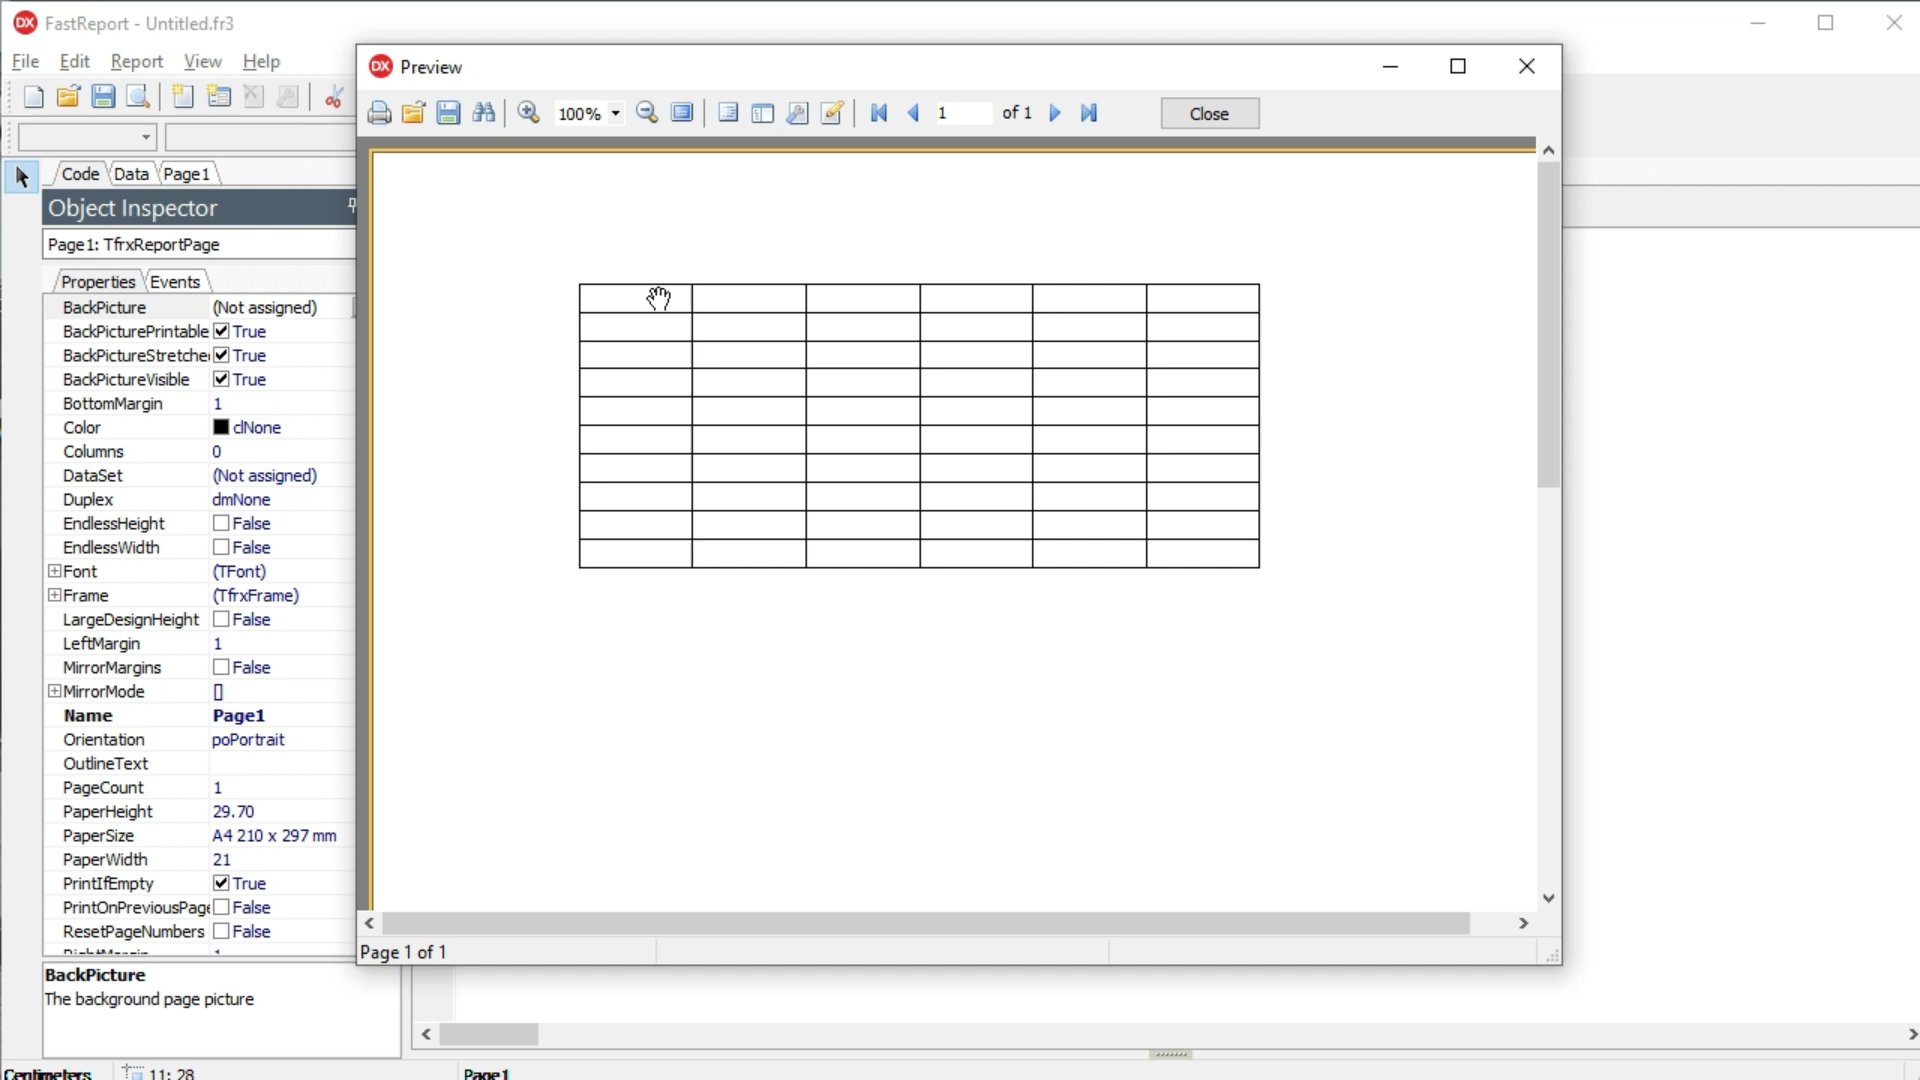 FastReport - Untitled.fr3
File Edit Report View Help
Code Data Page1
Object Inspector
Page1: TfrxReportPage
Properties Events
BackPicture (Not assigned)
BackPicturePrintable True
BackPictureStretche True
BackPictureVisible True
BottomMargin 1
Color clNone
Columns 0
DataSet (Not assigned)
Duplex dmNone
EndlessHeight False
EndlessWidth False
Font (TFont)
Frame (TfrxFrame)
LargeDesignHeight False
LeftMargin 1
MirrorMargins False
MirrorMode []
Name Page1
Orientation poPortrait
OutlineText
PageCount 1
PaperHeight 29.70
PaperSize A4 210 x 297 mm
PaperWidth 21
PrintIfEmpty True
PrintOnPreviousPage False
ResetPageNumbers False
RightMargin 1
BackPicture
The background page picture
Centimeters 11; 28 Page1
Preview
100% 1 of 1 Close
Page 1 of 1